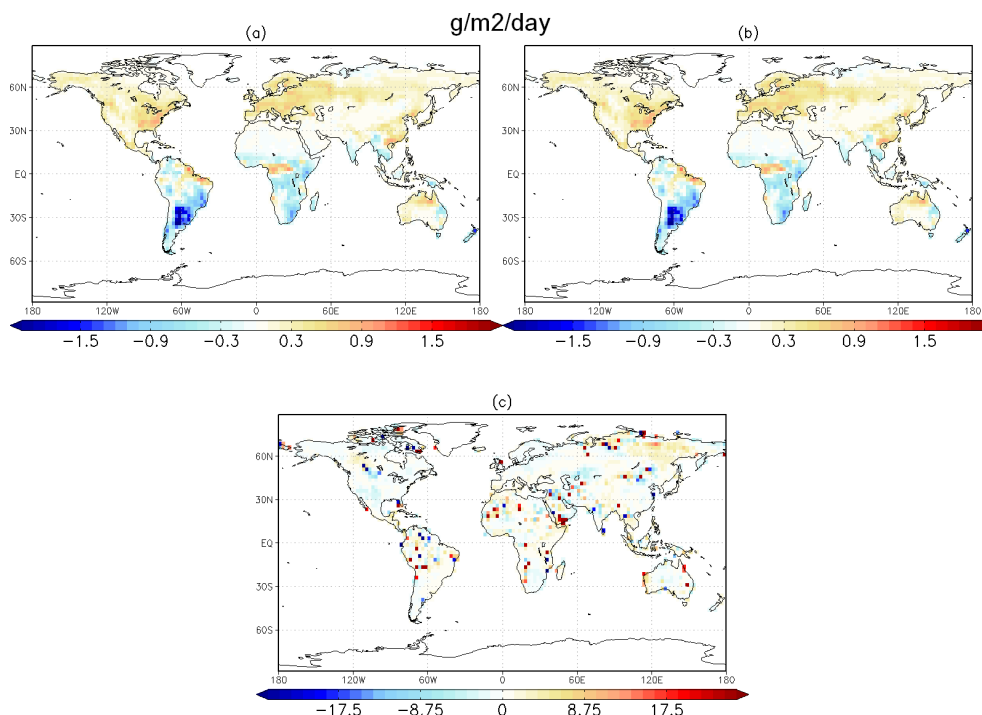 g/m2/day
(a) (b)
60N 60N
30N 30N
EQ EQ
30S 30S
60S 60S
180 120W 60W 0 60E 120E 180 180 120W 60W 0 60E 120E 180
−1.5 −0.9 −0.3 0.3 0.9 1.5 −1.5 −0.9 −0.3 0.3 0.9 1.5
(c)
60N
30N
EQ
30S
60S
180 120W 60W 0 60E 120E 180
−17.5 −8.75 0 8.75 17.5